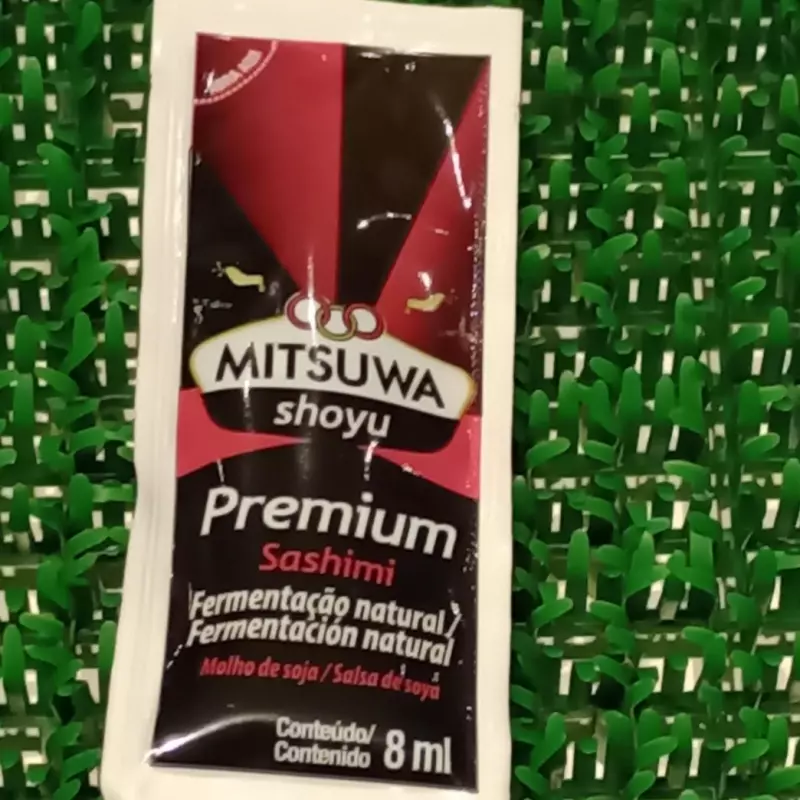 MITSUWA
shoyu
Premium
Sashimi
Fermentação natural/
Fermentación natural
Molho de soja / Salsa de soya
Conteúdo/
Contenido 8 ml